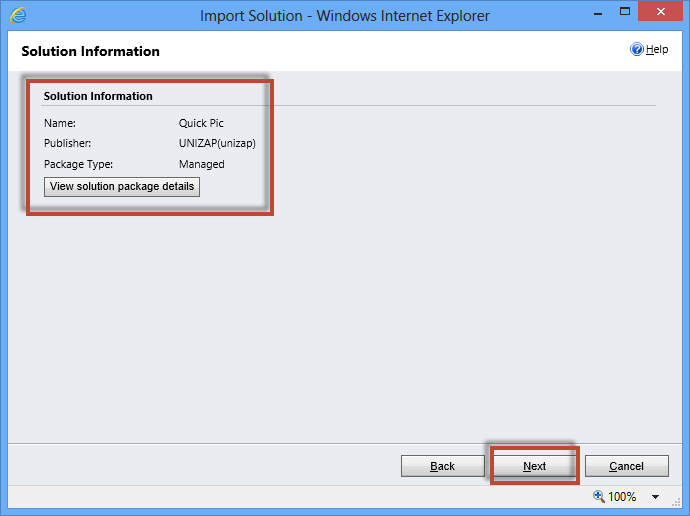 Import Solution - Windows Internet Explorer
Solution Information
Help
Solution Information
Name: Quick Pic
Publisher: UNIZAP(unizap)
Package Type: Managed
View solution package details
Back Next Cancel
100%